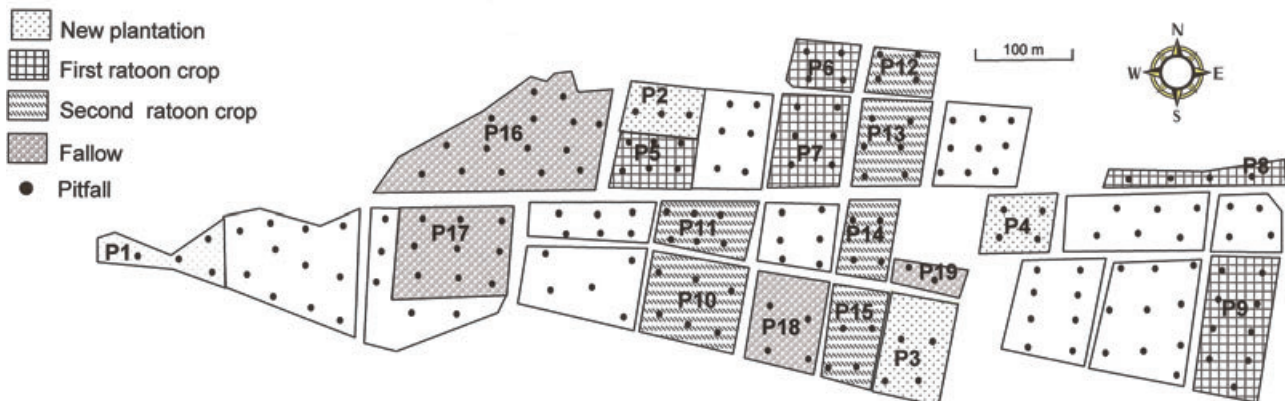 New plantation
First ratoon crop
Second ratoon crop
Fallow
Pitfall
100 m
N
W E
S
P6
P12
P2
P16
P5
P7
P13
P8
P1
P17
P11
P14
P4
P19
P10
P18
P15
P3
P9